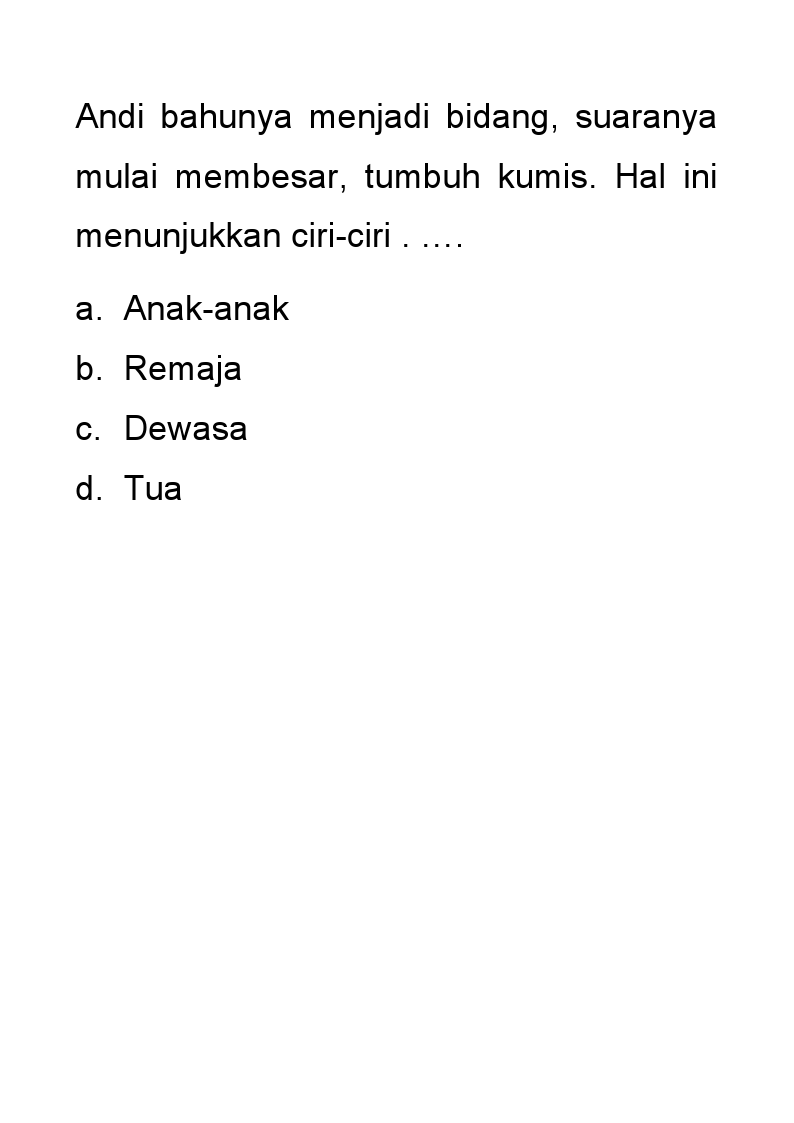 Andi bahunya menjadi bidang, suaranya
mulai membesar, tumbuh kumis. Hal ini
menunjukkan ciri-ciri . ….
a. Anak-anak
b. Remaja
c. Dewasa
d. Tua